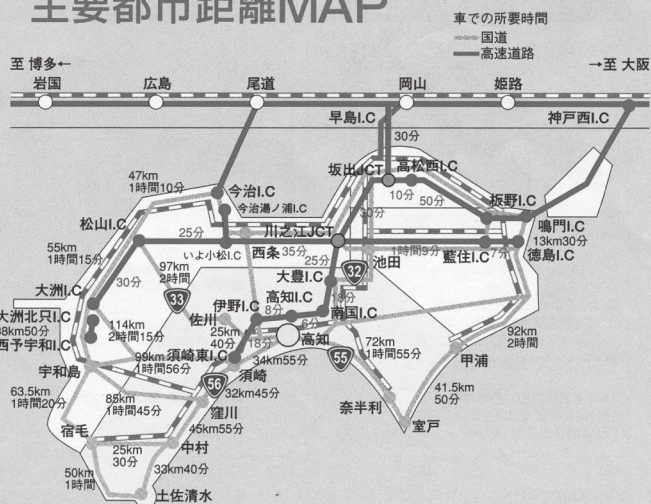 主要都市距離MAP
車での所要時間
国道
高速道路
至 博多←
→至 大阪
岩国
広島
尾道
岡山
姫路
早島I.C
神戸西I.C
30分
坂出JCT
高松西I.C
10分
50分
板野I.C
鳴門I.C
13km30分
47km
1時間10分
今治I.C
今治湯ノ浦I.C
松山I.C
25分
川之江JCT
30分
いよ小松I.C
西条
35分
25分
1時間9分
藍住I.C
7分
徳島I.C
55km
1時間15分
30分
97km
2時間
33
大豊I.C
32
池田
18分
大洲I.C
大洲北只I.C
38km50分
西予宇和I.C
114km
2時間15分
佐川
伊野I.C
高知I.C
8分
6分
南国I.C
25km
40分
18分
高知
92km
2時間
99km
1時間56分
須崎東I.C
34km55分
55
72km
1時間55分
甲浦
宇和島
須崎
56
32km45分
63.5km
1時間20分
85km
1時間45分
窪川
45km55分
奈半利
41.5km
50分
室戸
宿毛
25km
30分
中村
50km
1時間
33km40分
土佐清水